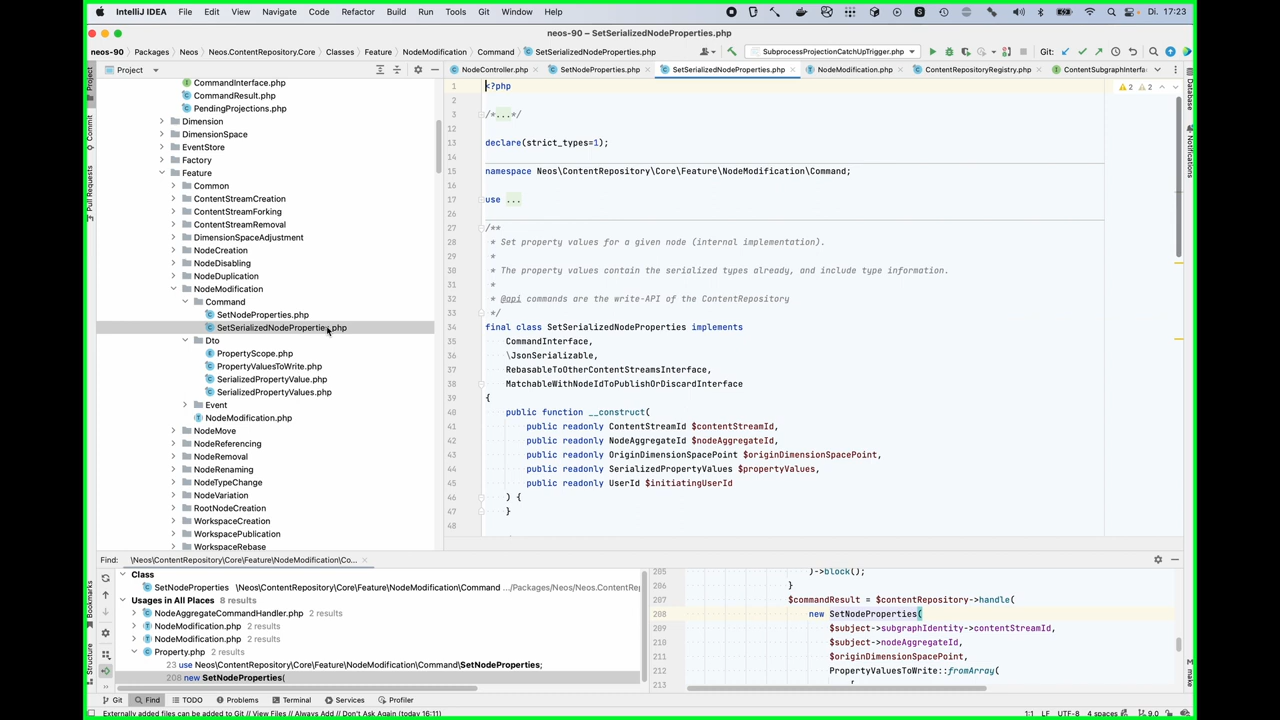 IntelliJ IDEA File Edit View Navigate Code Refactor Build Run Tools Git Window Help Di. 17:23
neos-90 – SetSerializedNodeProperties.php
neos-90 Packages Neos Neos.ContentRepository.Core Classes Feature NodeModification Command SetSerializedNodeProperties.php SubprocessProjectionCatchUpTrigger.php Git:
Project
NodeController.php SetNodeProperties.php SetSerializedNodeProperties.php NodeModification.php ContentRepositoryRegistry.php ContentSubgraphInterfa
Project
Commit
Pull Requests
Bookmarks
Structure
Database
Notifications
make
CommandInterface.php
CommandResult.php
PendingProjections.php
Dimension
DimensionSpace
EventStore
Factory
Feature
Common
ContentStreamCreation
ContentStreamForking
ContentStreamRemoval
DimensionSpaceAdjustment
NodeCreation
NodeDisabling
NodeDuplication
NodeModification
Command
SetNodeProperties.php
SetSerializedNodeProperties.php
Dto
PropertyScope.php
PropertyValuesToWrite.php
SerializedPropertyValue.php
SerializedPropertyValues.php
Event
NodeModification.php
NodeMove
NodeReferencing
NodeRemoval
NodeRenaming
NodeTypeChange
NodeVariation
RootNodeCreation
WorkspaceCreation
WorkspacePublication
WorkspaceRebase
2 2
1 <?php
2
3 /*...*/
12
13 declare(strict_types=1);
14
15 namespace Neos\ContentRepository\Core\Feature\NodeModification\Command;
16
17 use ...
26
27 /**
28 * Set property values for a given node (internal implementation).
29 *
30 * The property values contain the serialized types already, and include type information.
31 *
32 * @api commands are the write-API of the ContentRepository
33 */
34 final class SetSerializedNodeProperties implements
35 CommandInterface,
36 \JsonSerializable,
37 RebasableToOtherContentStreamsInterface,
38 MatchableWithNodeIdToPublishOrDiscardInterface
39 {
40 public function __construct(
41 public readonly ContentStreamId $contentStreamId,
42 public readonly NodeAggregateId $nodeAggregateId,
43 public readonly OriginDimensionSpacePoint $originDimensionSpacePoint,
44 public readonly SerializedPropertyValues $propertyValues,
45 public readonly UserId $initiatingUserId
46 ) {
47 }
48
Find: \Neos\ContentRepository\Core\Feature\NodeModification\Co...
Class
SetNodeProperties \Neos\ContentRepository\Core\Feature\NodeModification\Command .../Packages/Neos/Neos.ContentRe
Usages in All Places 8 results
NodeAggregateCommandHandler.php 2 results
NodeModification.php 2 results
NodeModification.php 2 results
Property.php 2 results
23 use Neos\ContentRepository\Core\Feature\NodeModification\Command\SetNodeProperties;
208 new SetNodeProperties(
205 )->block();
206 }
207 $commandResult = $contentRepository->handle(
208 new SetNodeProperties(
209 $subject->subgraphIdentity->contentStreamId,
210 $subject->nodeAggregateId,
211 $originDimensionSpacePoint,
212 PropertyValuesToWrite::fromArray(
213 [
Git Find TODO Problems Terminal Services Profiler
Externally added files can be added to Git // View Files // Always Add // Don't Ask Again (today 16:11) 1:1 LF UTF-8 4 spaces 9.0